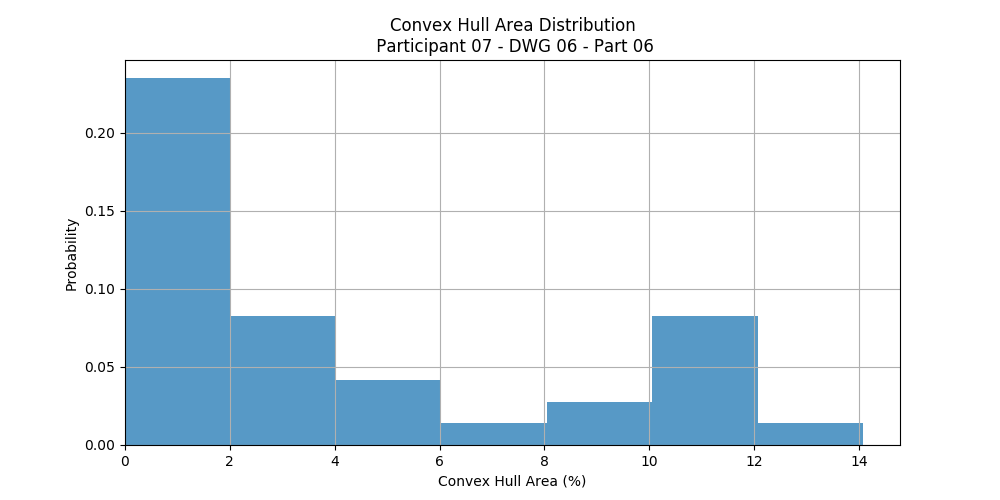 Convex Hull Area Distribution
Participant 07 - DWG 06 - Part 06
0.20
0.15
0.10
0.05
0.00
Probability
0 2 4 6 8 10 12 14
Convex Hull Area (%)